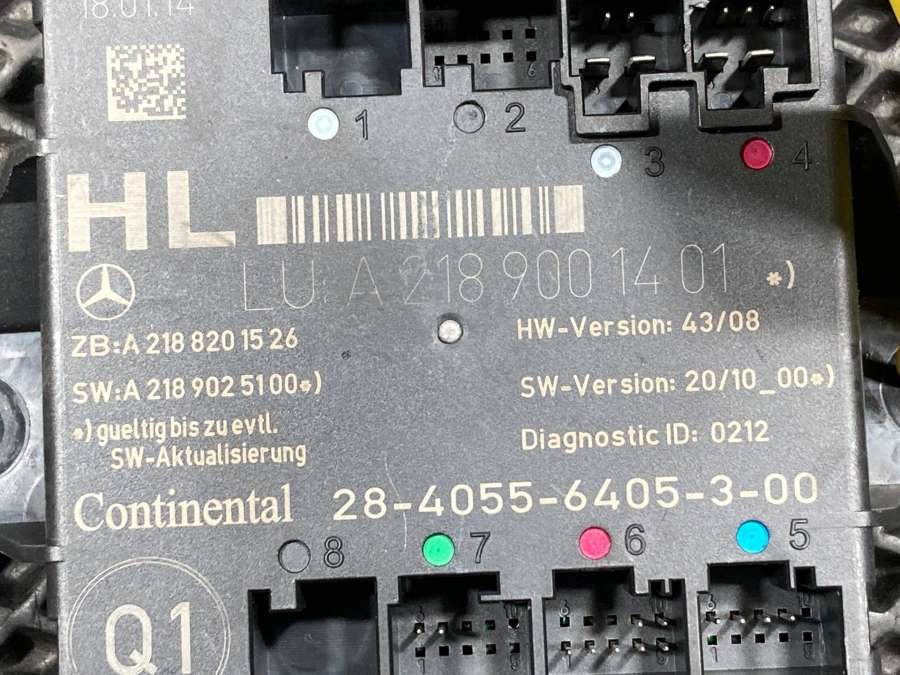 18.01.14
1
2
3
4
HL
LU: A 218 900 14 01 *)
ZB:A 218 820 15 26
HW-Version: 43/08
SW:A 218 902 51 00*)
SW-Version: 20/10_00*)
*) gueltig bis zu evtl.
SW-Aktualisierung
Diagnostic ID: 0212
Continental 28-4055-6405-3-00
8
7
6
5
Q1